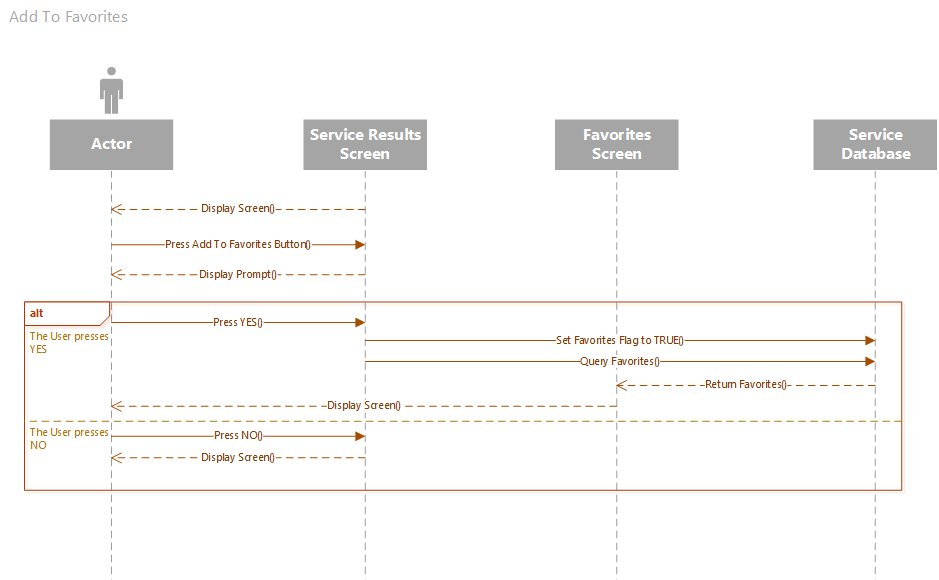 Add To Favorites
Actor
Service Results
Screen
Favorites
Screen
Service
Database
Display Screen()
Press Add To Favorites Button()
Display Prompt()
alt
The User presses
YES
Press YES()
Set Favorites Flag to TRUE()
Query Favorites()
Return Favorites()
Display Screen()
The User presses
NO
Press NO()
Display Screen()